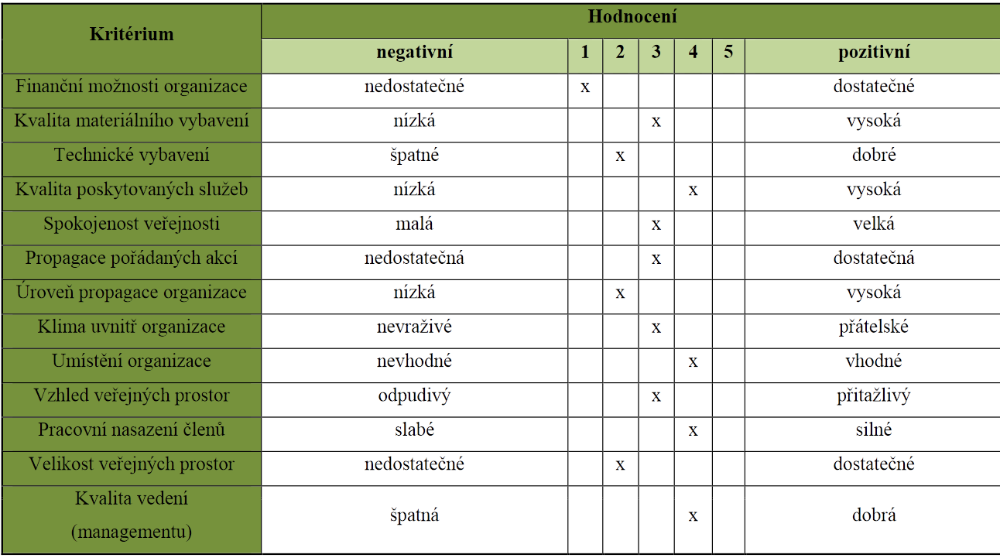 Kritérium Hodnocení
negativní 1 2 3 4 5 pozitivní
Finanční možnosti organizace nedostatečné x dostatečné
Kvalita materiálního vybavení nízká x vysoká
Technické vybavení špatné x dobré
Kvalita poskytovaných služeb nízká x vysoká
Spokojenost veřejnosti malá x velká
Propagace pořádaných akcí nedostatečná x dostatečná
Úroveň propagace organizace nízká x vysoká
Klima uvnitř organizace nevraživé x přátelské
Umístění organizace nevhodné x vhodné
Vzhled veřejných prostor odpudivý x přitažlivý
Pracovní nasazení členů slabé x silné
Velikost veřejných prostor nedostatečné x dostatečné
Kvalita vedení
(managementu) špatná x dobrá